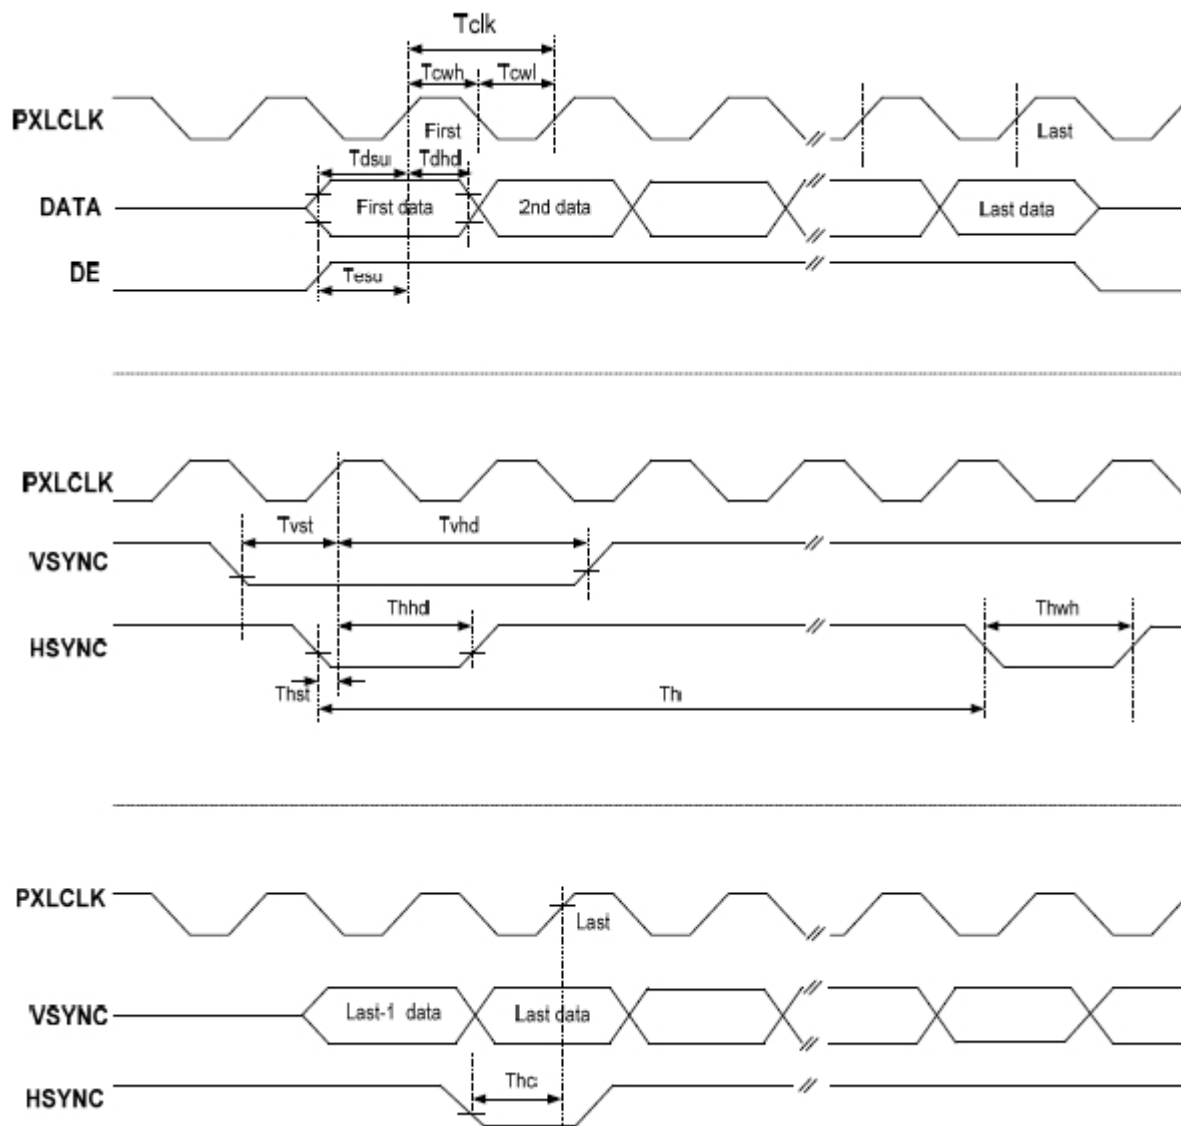 Tclk
Tcwh Tcwl
PXLCLK First Last
Tdsu Tdhd
DATA First data 2nd data Last data
DE Tesu
PXLCLK
Tvst Tvhd
VSYNC
Thhd Thwh
HSYNC
Thst Th
PXLCLK Last
VSYNC Last-1 data Last data
HSYNC Thc